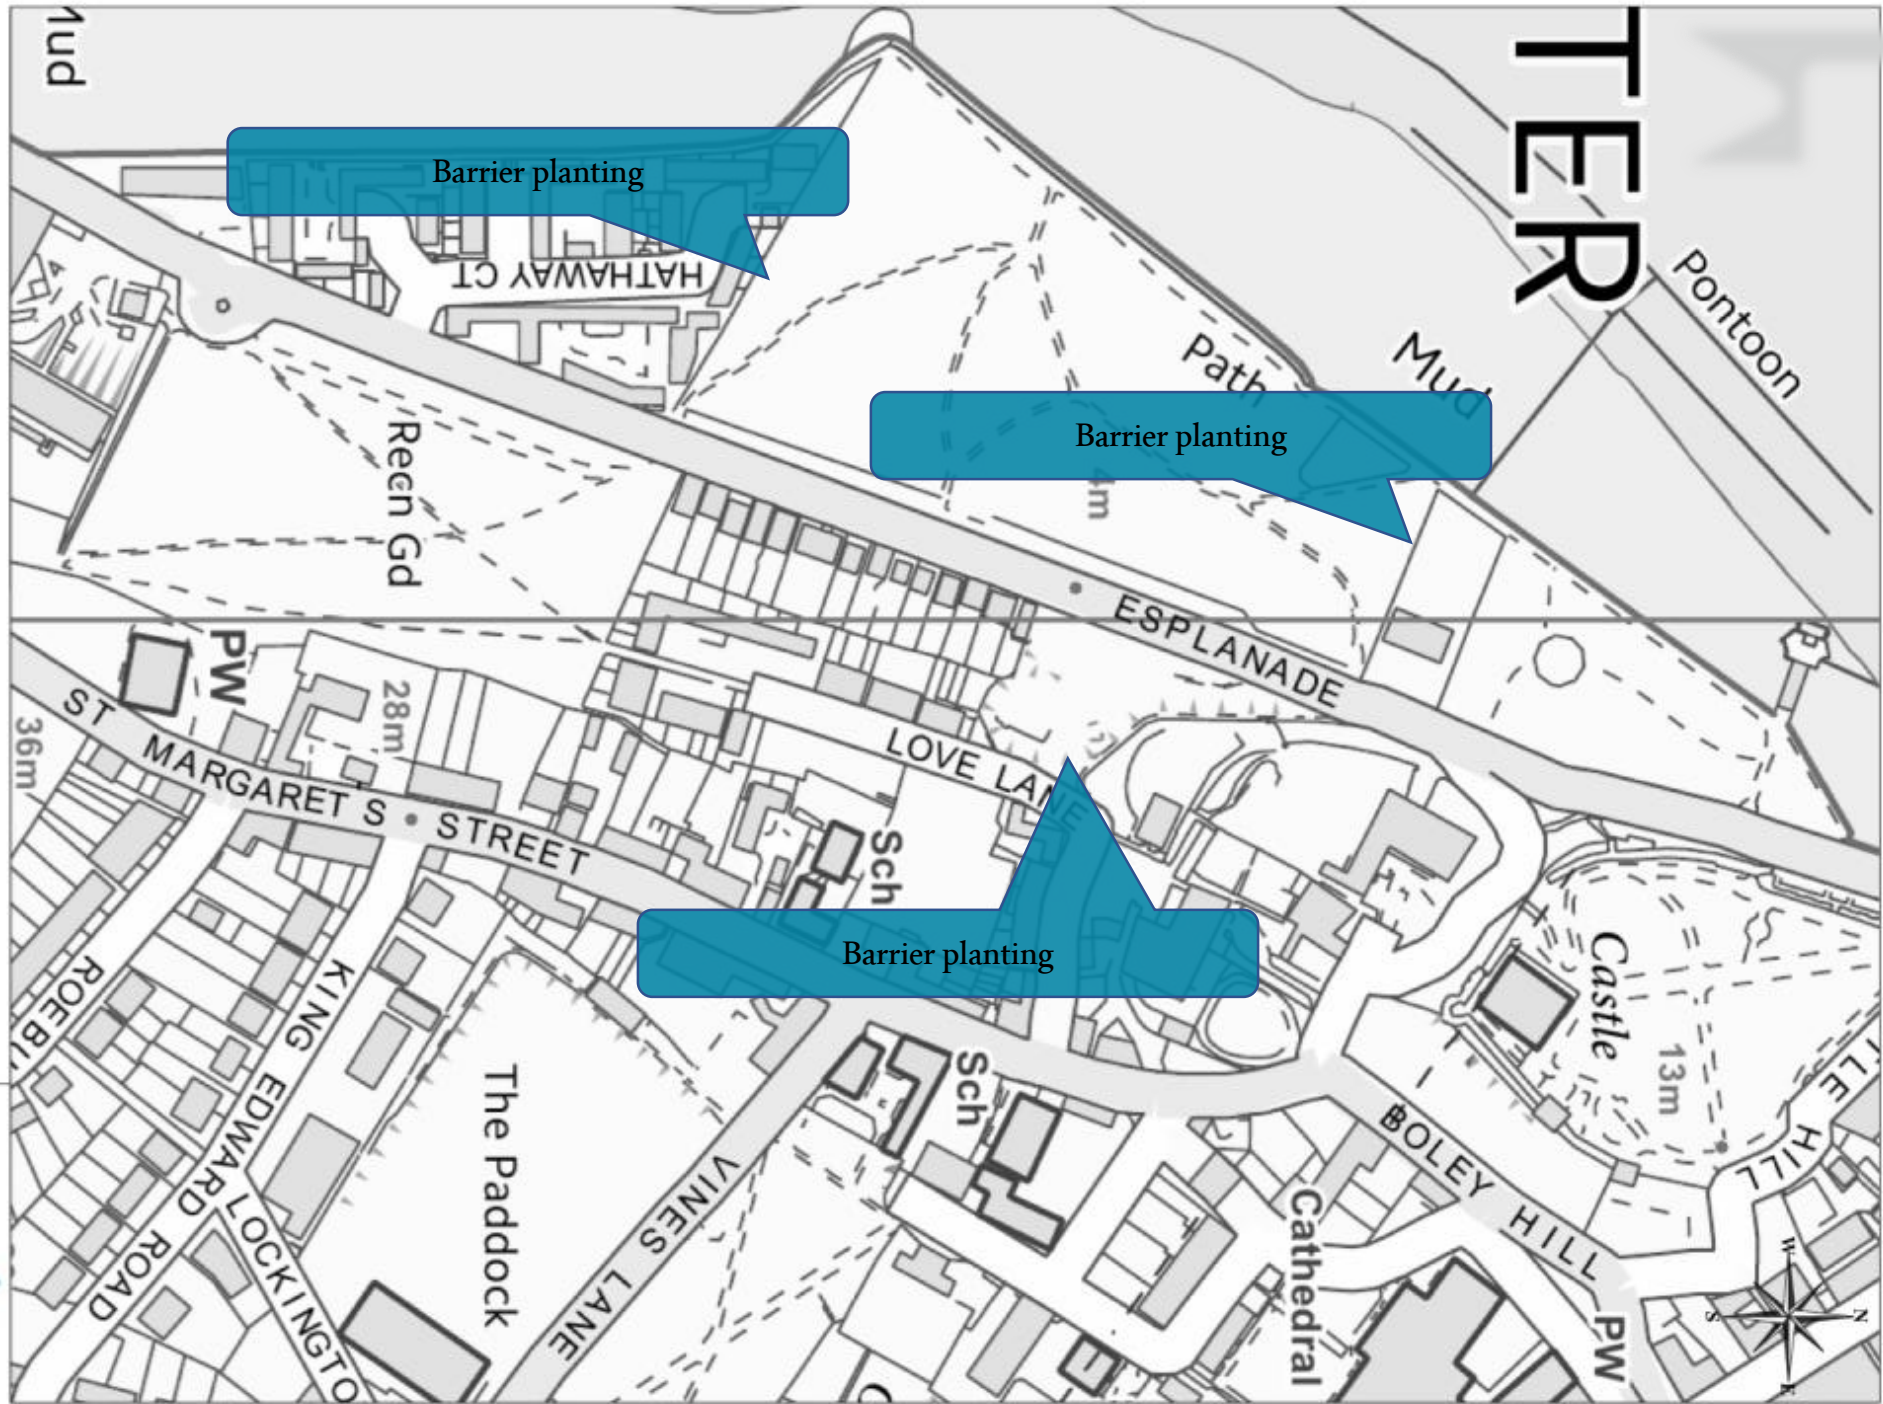 Mud
TER
Barrier planting
HATHAWAY CT
Pontoon
Path
Mud
Barrier planting
4m
Recn Gd
ESPLANADE
PW
28m
36m
ST MARGARET'S STREET
LOVE LANE
Sch
Barrier planting
Castle
13m
ROEBU
KING EDWARD ROAD
The Paddock
Sch
VINES LANE
LOCKINGTO
BOLEY HILL
TLE HILL
Cathedral
PW
W
N
S
E